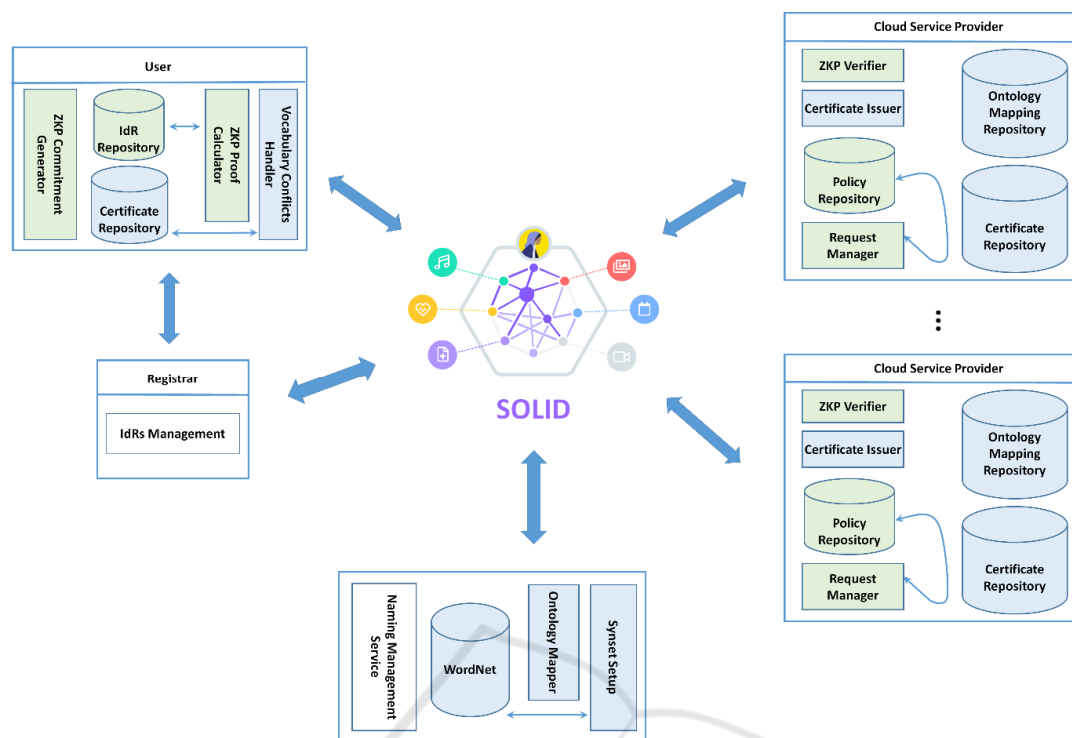 User
ZKP Commitment
Generator
IdR
Repository
Certificate
Repository
ZKP Proof
Calculator
Vocabulary Conflicts
Handler
Registrar
IdRs Management
SOLID
Naming Management
Service
WordNet
Ontology Mapper
Synset Setup
Cloud Service Provider
ZKP Verifier
Certificate Issuer
Policy
Repository
Request
Manager
Ontology
Mapping
Repository
Certificate
Repository
Cloud Service Provider
ZKP Verifier
Certificate Issuer
Policy
Repository
Request
Manager
Ontology
Mapping
Repository
Certificate
Repository